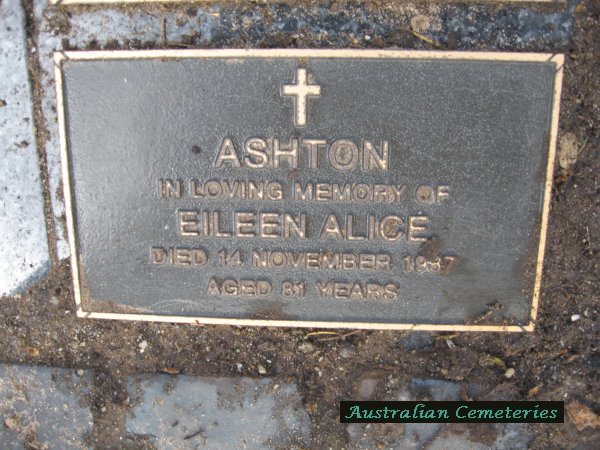 ASHTON
IN LOVING MEMORY OF
EILEEN ALICE
DIED 14 NOVEMBER
AGED 81 YEARS
Australian Cemeteries